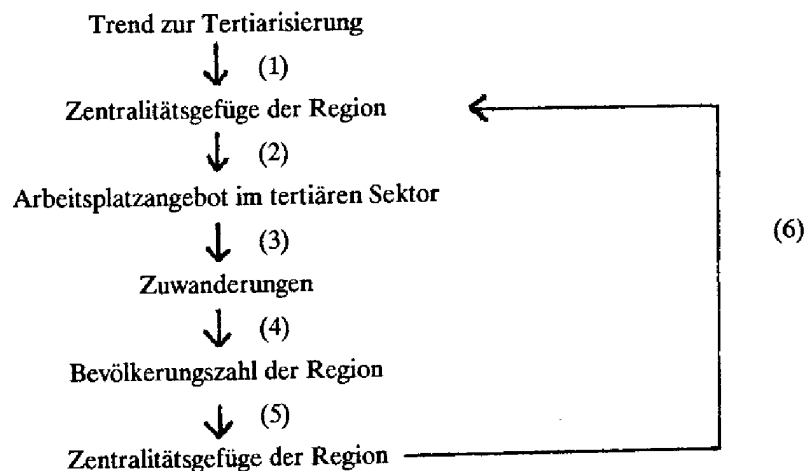 Trend zur Tertiarisierung
(1)
Zentralitätsgefüge der Region
(2)
Arbeitsplatzangebot im tertiären Sektor
(3)
(6)
Zuwanderungen
(4)
Bevölkerungszahl der Region
(5)
Zentralitätsgefüge der Region